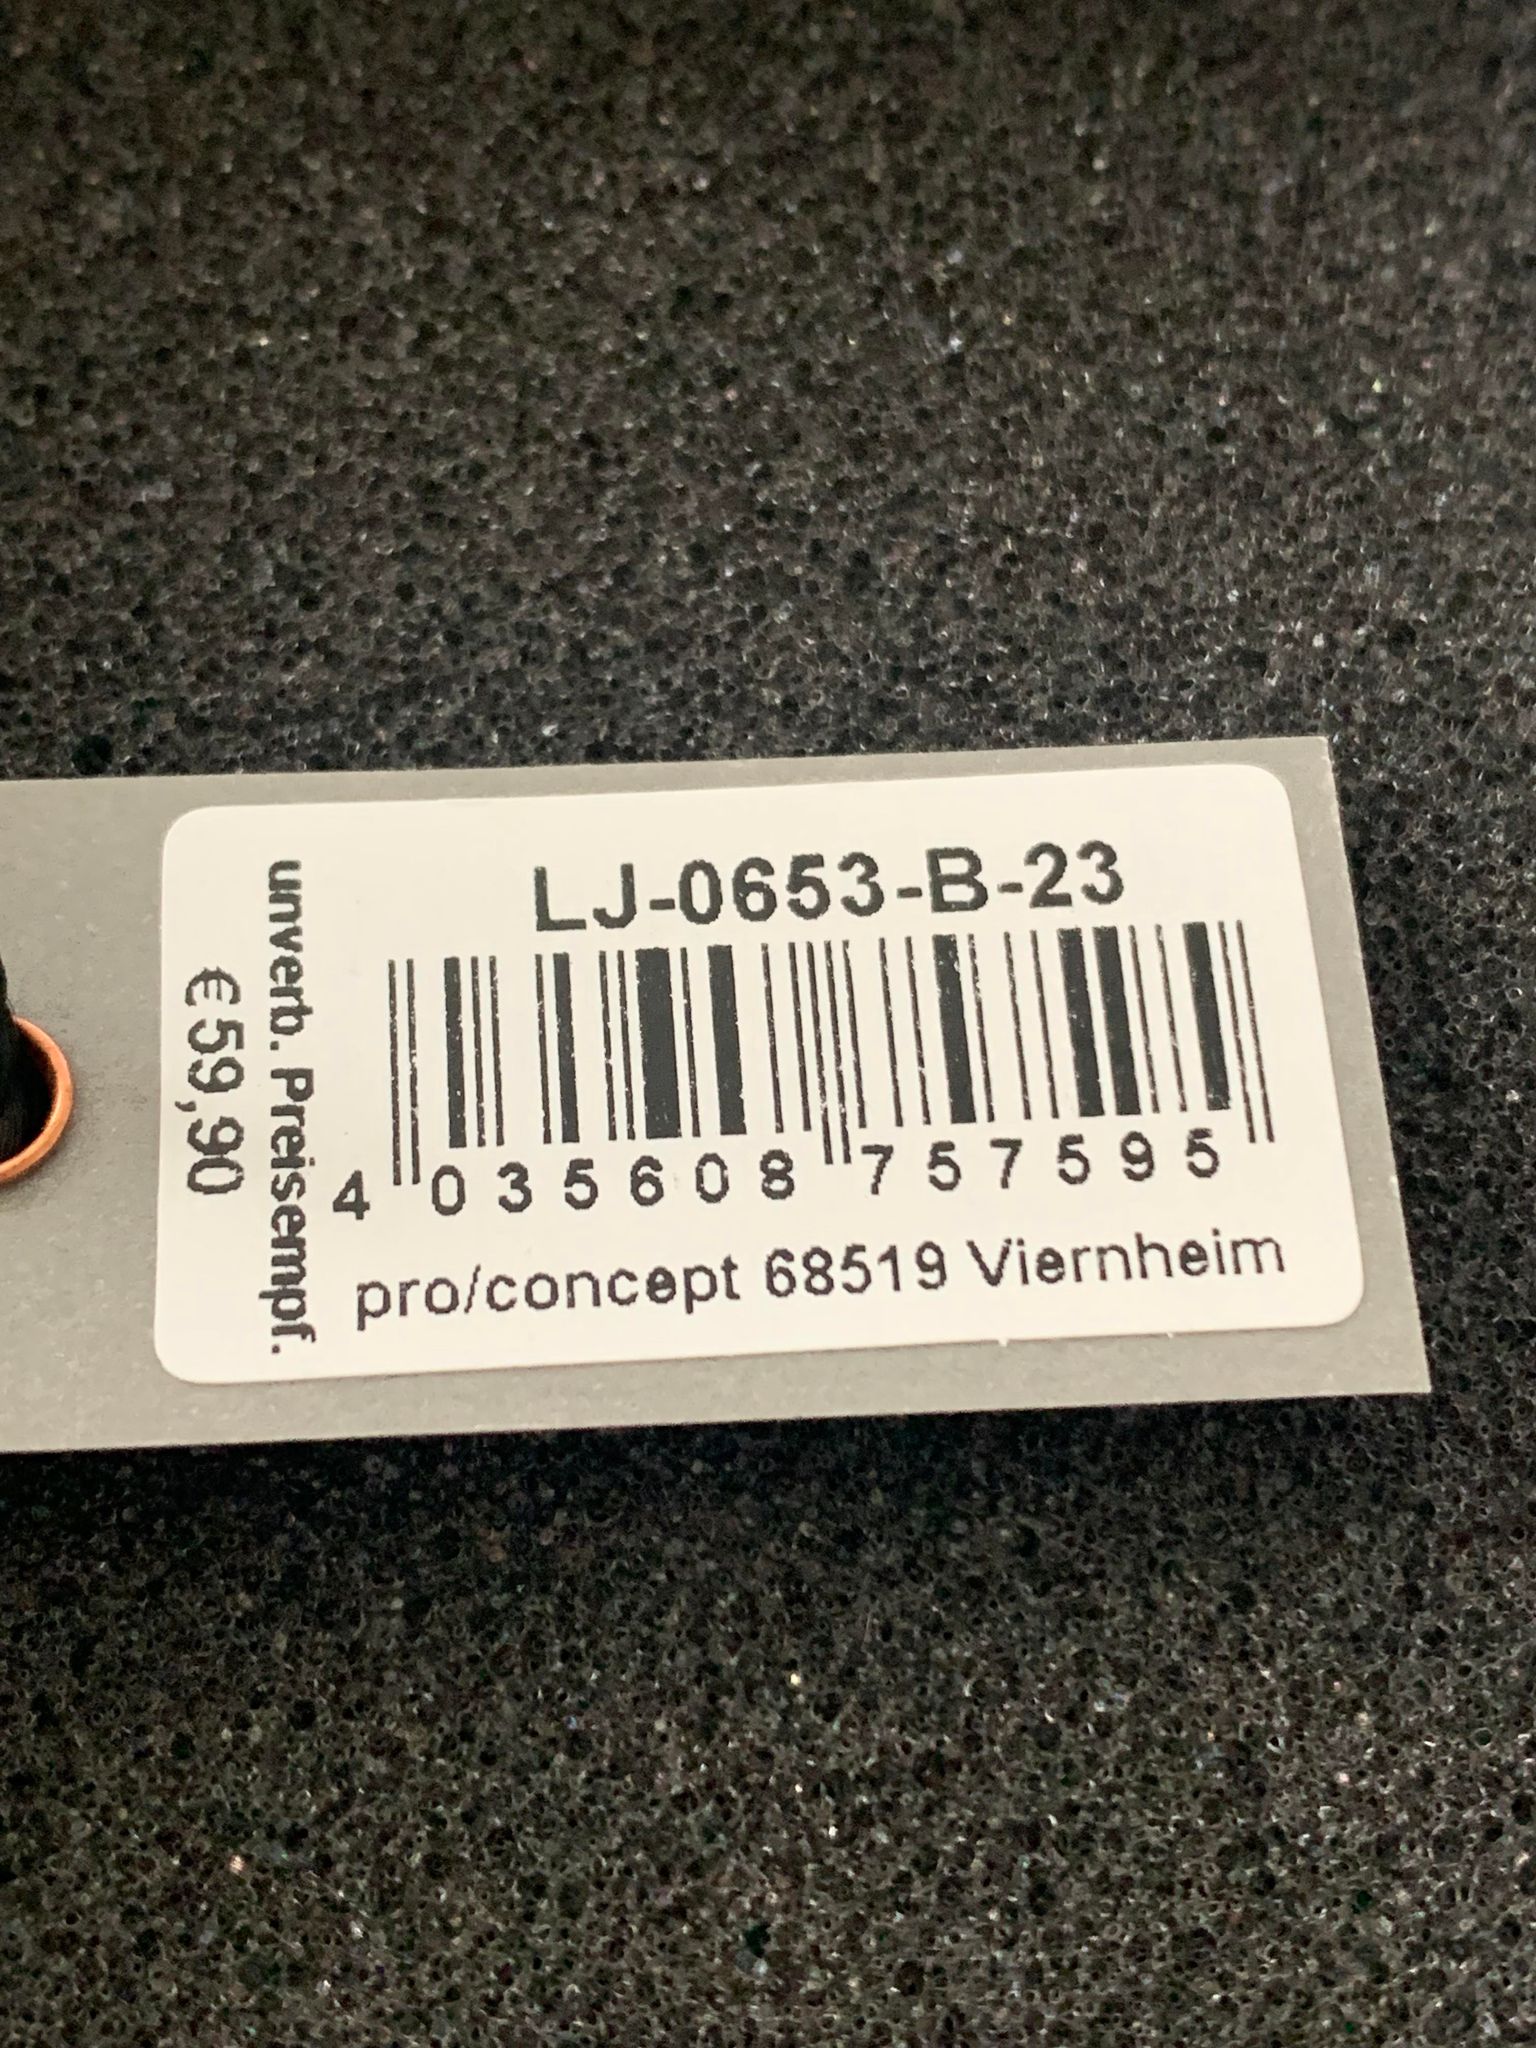 LJ-0653-B-23
4 035608 757595
pro/concept 68519 Viernheim
unverb. Preisempf.
€ 59,90